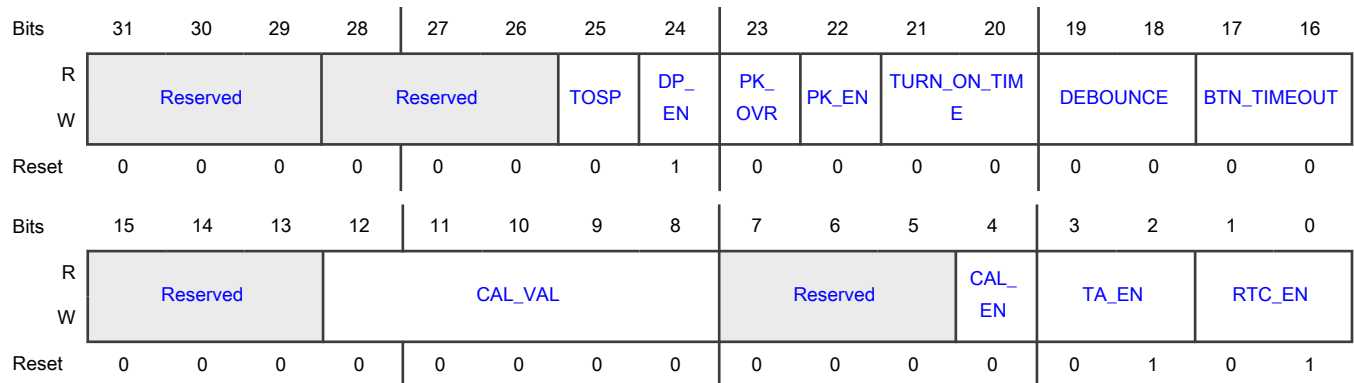 Bits 31 30 29 28 27 26 25 24 23 22 21 20 19 18 17 16
R
Reserved Reserved TOSP DP_ EN PK_ OVR PK_EN TURN_ON_TIM E DEBOUNCE BTN_TIMEOUT
W
Reset 0 0 0 0 0 0 0 1 0 0 0 0 0 0 0 0
Bits 15 14 13 12 11 10 9 8 7 6 5 4 3 2 1 0
R
Reserved CAL_VAL Reserved CAL_ EN TA_EN RTC_EN
W
Reset 0 0 0 0 0 0 0 0 0 0 0 0 0 1 0 1